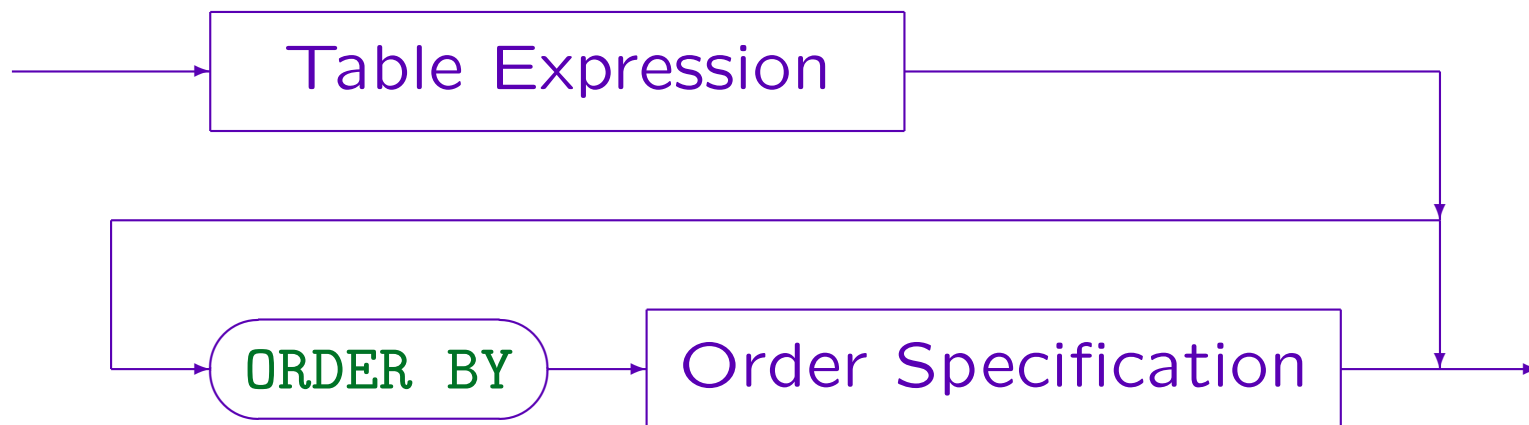 Table Expression
ORDER BY
Order Specification